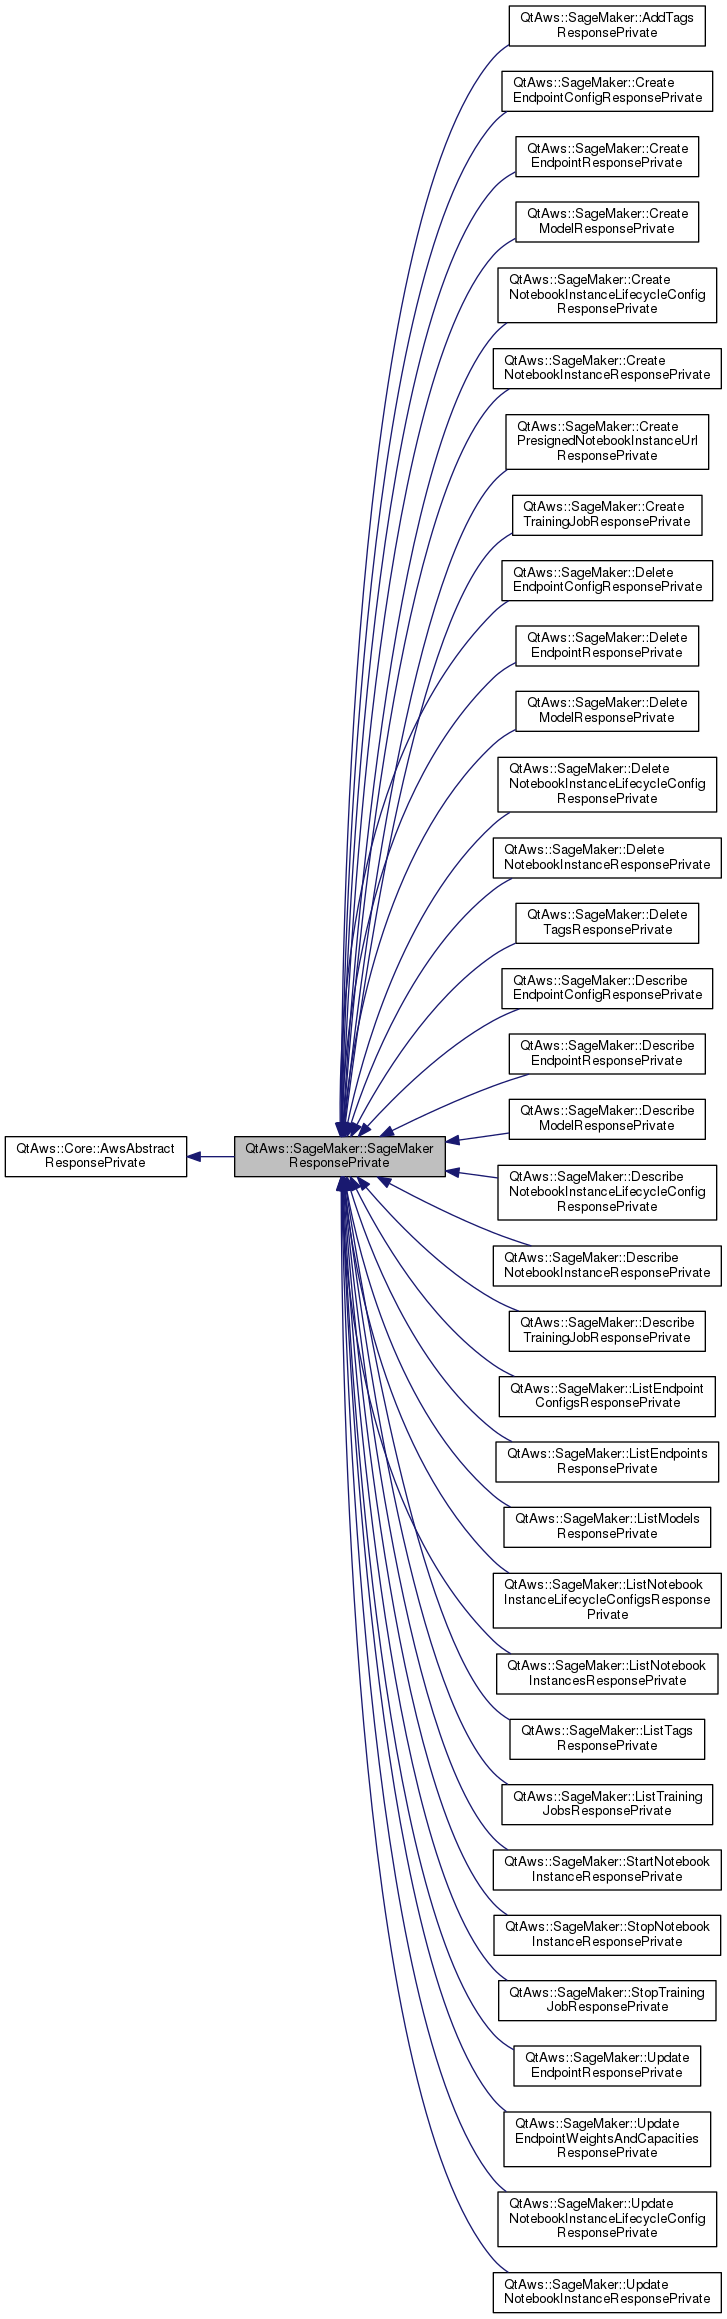 QtAws::SageMaker::AddTags
ResponsePrivate
QtAws::SageMaker::Create
EndpointConfigResponsePrivate
QtAws::SageMaker::Create
EndpointResponsePrivate
QtAws::SageMaker::Create
ModelResponsePrivate
QtAws::SageMaker::Create
NotebookInstanceLifecycleConfig
ResponsePrivate
QtAws::SageMaker::Create
NotebookInstanceResponsePrivate
QtAws::SageMaker::Create
PresignedNotebookInstanceUrl
ResponsePrivate
QtAws::SageMaker::Create
TrainingJobResponsePrivate
QtAws::SageMaker::Delete
EndpointConfigResponsePrivate
QtAws::SageMaker::Delete
EndpointResponsePrivate
QtAws::SageMaker::Delete
ModelResponsePrivate
QtAws::SageMaker::Delete
NotebookInstanceLifecycleConfig
ResponsePrivate
QtAws::SageMaker::Delete
NotebookInstanceResponsePrivate
QtAws::SageMaker::Delete
TagsResponsePrivate
QtAws::SageMaker::Describe
EndpointConfigResponsePrivate
QtAws::SageMaker::Describe
EndpointResponsePrivate
QtAws::SageMaker::Describe
ModelResponsePrivate
QtAws::Core::AwsAbstract
ResponsePrivate
QtAws::SageMaker::SageMaker
ResponsePrivate
QtAws::SageMaker::Describe
NotebookInstanceLifecycleConfig
ResponsePrivate
QtAws::SageMaker::Describe
NotebookInstanceResponsePrivate
QtAws::SageMaker::Describe
TrainingJobResponsePrivate
QtAws::SageMaker::ListEndpoint
ConfigsResponsePrivate
QtAws::SageMaker::ListEndpoints
ResponsePrivate
QtAws::SageMaker::ListModels
ResponsePrivate
QtAws::SageMaker::ListNotebook
InstanceLifecycleConfigsResponse
Private
QtAws::SageMaker::ListNotebook
InstancesResponsePrivate
QtAws::SageMaker::ListTags
ResponsePrivate
QtAws::SageMaker::ListTraining
JobsResponsePrivate
QtAws::SageMaker::StartNotebook
InstanceResponsePrivate
QtAws::SageMaker::StopNotebook
InstanceResponsePrivate
QtAws::SageMaker::StopTraining
JobResponsePrivate
QtAws::SageMaker::Update
EndpointResponsePrivate
QtAws::SageMaker::Update
EndpointWeightsAndCapacities
ResponsePrivate
QtAws::SageMaker::Update
NotebookInstanceLifecycleConfig
ResponsePrivate
QtAws::SageMaker::Update
NotebookInstanceResponsePrivate